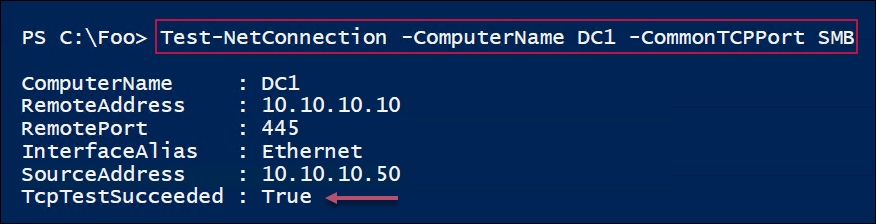 PS C:\Foo> Test-NetConnection -ComputerName DC1 -CommonTCPPort SMB
ComputerName     : DC1
RemoteAddress    : 10.10.10.10
RemotePort       : 445
InterfaceAlias   : Ethernet
SourceAddress    : 10.10.10.50
TcpTestSucceeded : True